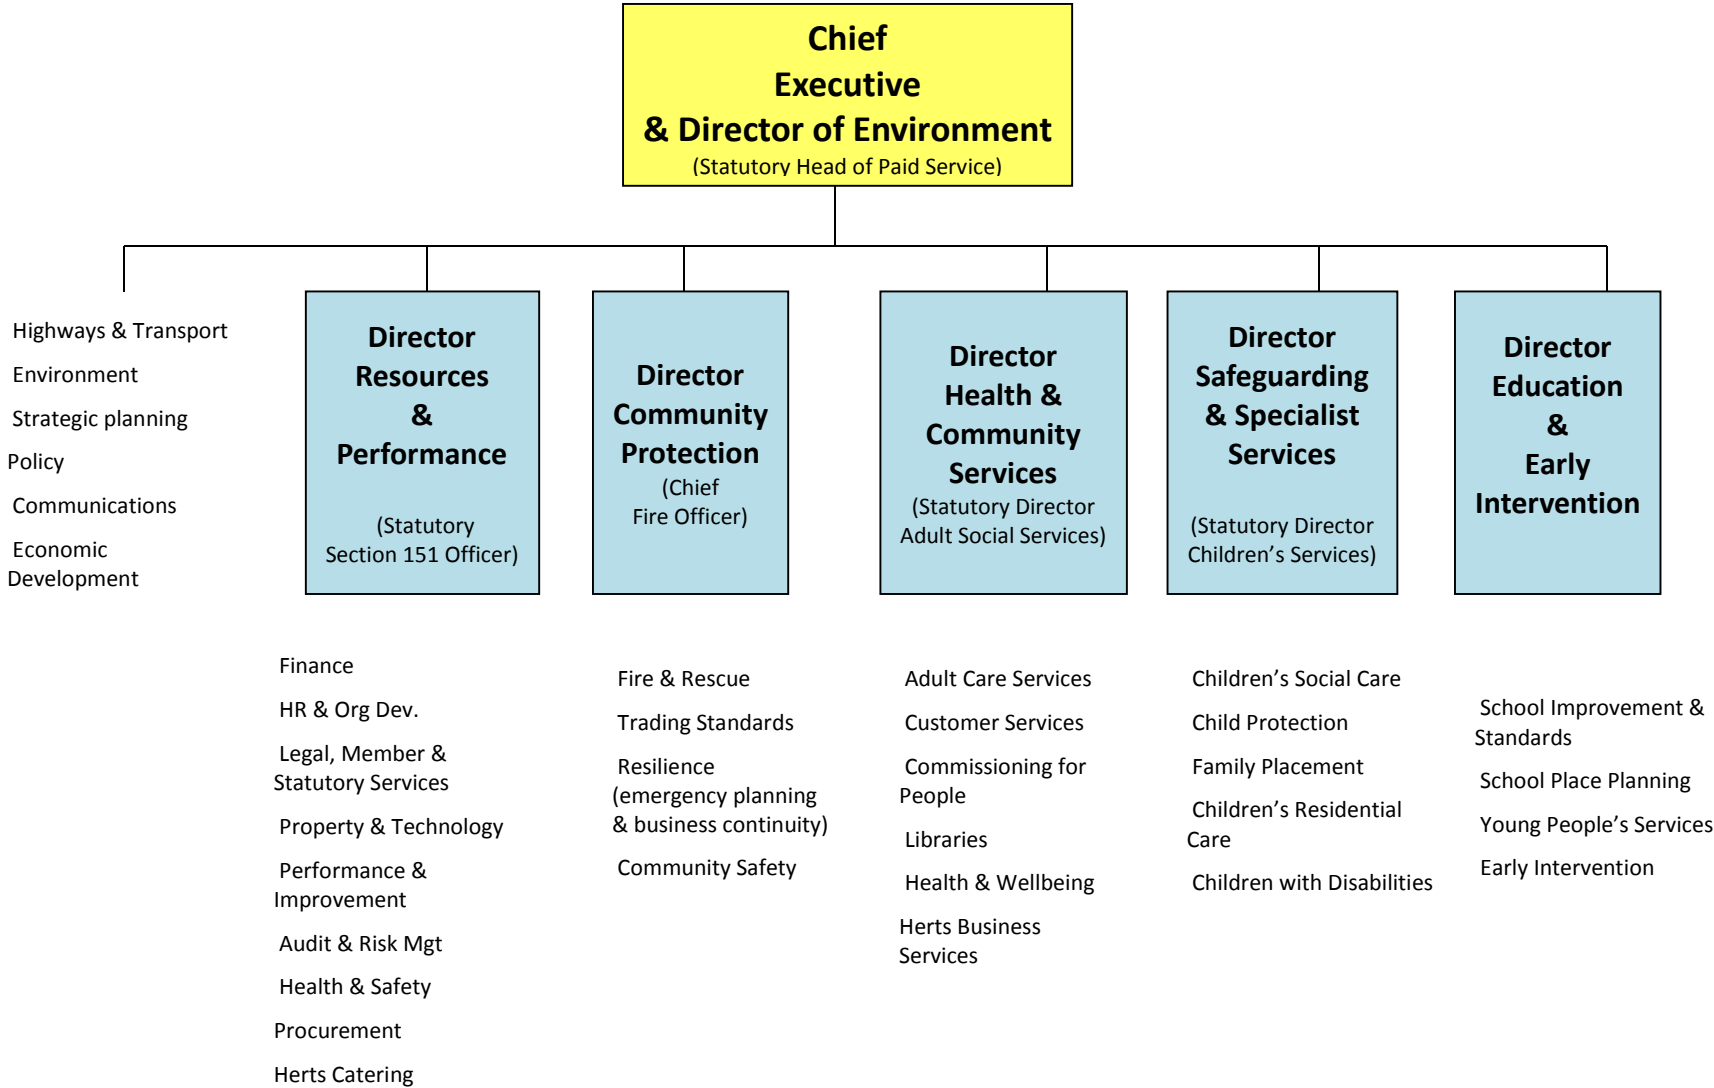 Chief
Executive
& Director of Environment
(Statutory Head of Paid Service)
Highways & Transport
Environment
Strategic planning
Policy
Communications
Economic
Development
Director
Resources
&
Performance
(Statutory
Section 151 Officer)
Director
Community
Protection
(Chief
Fire Officer)
Director
Health &
Community
Services
(Statutory Director
Adult Social Services)
Director
Safeguarding
& Specialist
Services
(Statutory Director
Children’s Services)
Director
Education
&
Early
Intervention
Finance
HR & Org Dev.
Legal, Member &
Statutory Services
Property & Technology
Performance &
Improvement
Audit & Risk Mgt
Health & Safety
Procurement
Herts Catering
Fire & Rescue
Trading Standards
Resilience
(emergency planning
& business continuity)
Community Safety
Adult Care Services
Customer Services
Commissioning for
People
Libraries
Health & Wellbeing
Herts Business
Services
Children’s Social Care
Child Protection
Family Placement
Children’s Residential
Care
Children with Disabilities
School Improvement &
Standards
School Place Planning
Young People’s Services
Early Intervention